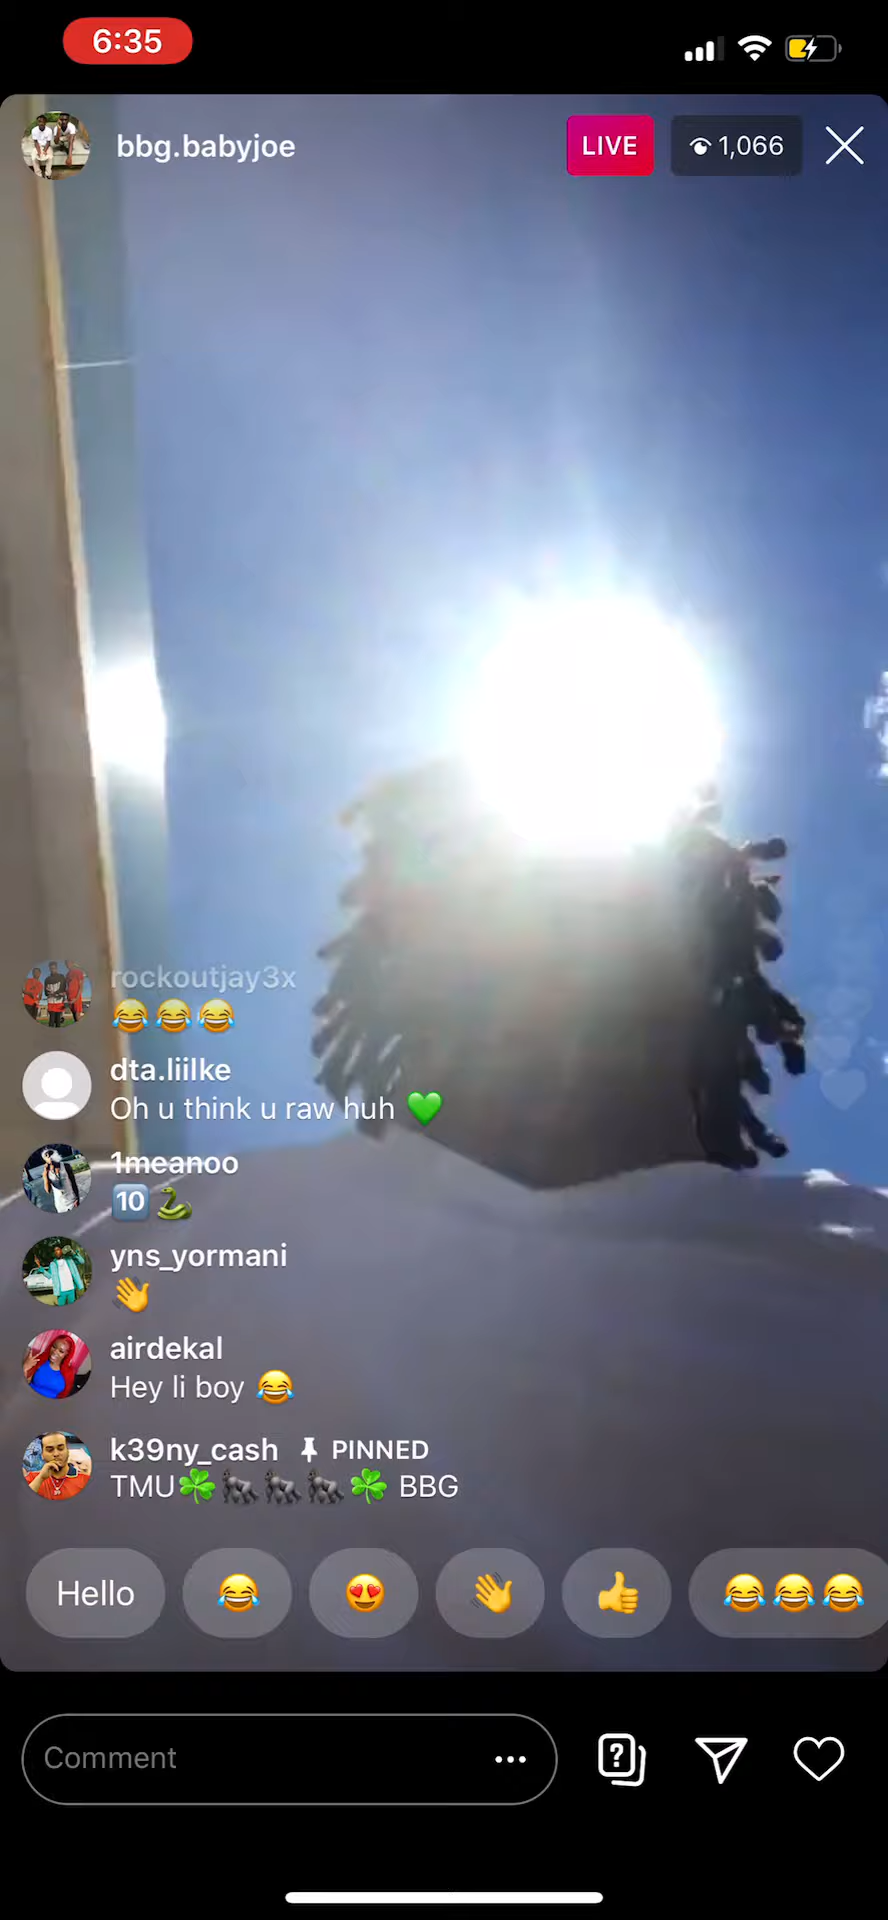 6:35
bbg.babyjoe
LIVE
1,066
rockoutjay3x
😂😂😂
dta.liilke
Oh u think u raw huh 💚
1meanoo
🔟🐍
yns_yormani
👋
airdekal
Hey li boy 😂
k39ny_cash 📌 PINNED
TMU☘️🦍🦍🦍☘️ BBG
Hello 😂 😍 👋 👍 😂😂😂
Comment